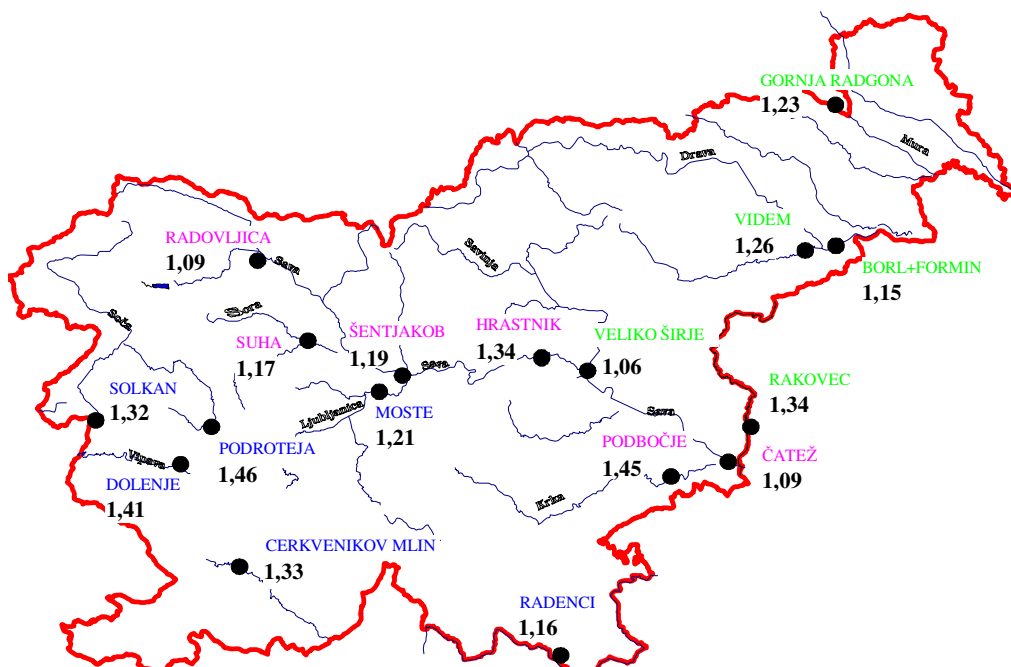 GORNJA RADGONA
1,23
Mura
Drava
VIDEM
1,26
BORL+FORMIN
1,15
RADOVLJICA
1,09
Sava
Savinja
Soča
SUHA
1,17
ŠENTJAKOB
1,19
Sava
HRASTNIK
1,34
VELIKO ŠIRJE
1,06
RAKOVEC
1,34
SOLKAN
1,32
Ljubljanica
MOSTE
1,21
Sava
PODROTEJA
1,46
Vipava
DOLENJE
1,41
PODBOČJE
1,45
ČATEŽ
1,09
Krka
CERKVENIKOV MLIN
1,33
RADENCI
1,16